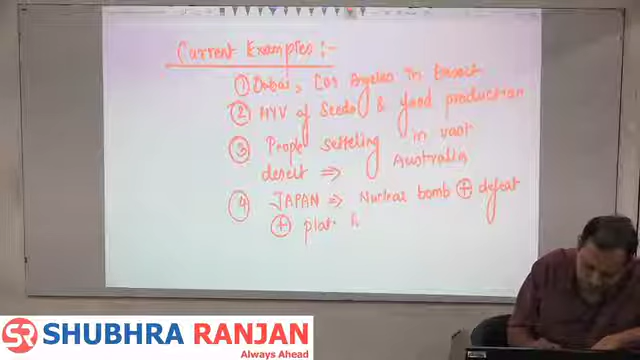 Current Examples :-
① Dubai, Los Angeles in Desert
② HYV of Seeds & food production
③ People setteling in vast
desert ⇒ Australia
④ JAPAN ⇒ Nuclear bomb ⊕ defeat
⊕ plat.
SR SHUBHRA RANJAN
Always Ahead